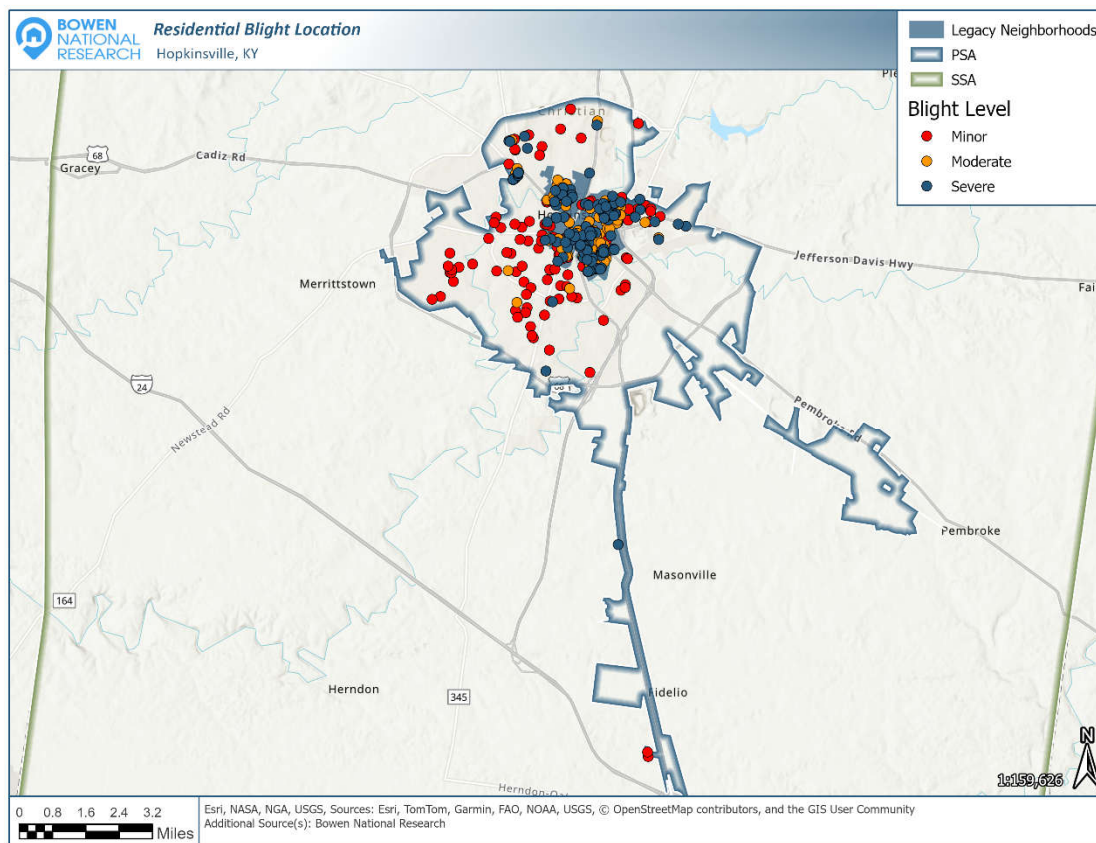 BOWEN
NATIONAL
RESEARCH
Residential Blight Location
Hopkinsville, KY
Legacy Neighborhoods
PSA
SSA
Blight Level
Minor
Moderate
Severe
Christian
68
Cadiz Rd
Gracey
Jefferson Davis Hwy
Merrittstown
Fai
24
Newstead Rd
Pembroke Rd
Pembroke
Masonville
164
Herndon
345
Fidelio
N
1:159,626
0 0.8 1.6 2.4 3.2
Miles
Esri, NASA, NGA, USGS, Sources: Esri, TomTom, Garmin, FAO, NOAA, USGS, © OpenStreetMap contributors, and the GIS User Community
Additional Source(s): Bowen National Research